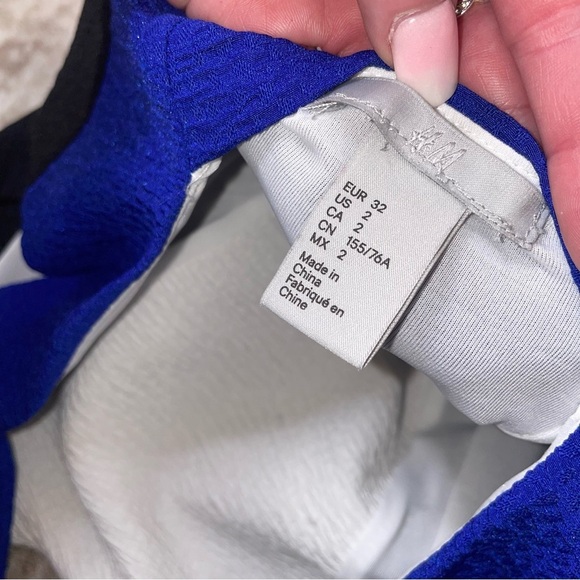 H&M
EUR 32
US 2
CA 2
CN 155/76A
MX 2
Made in
China
Fabriqué en
Chine